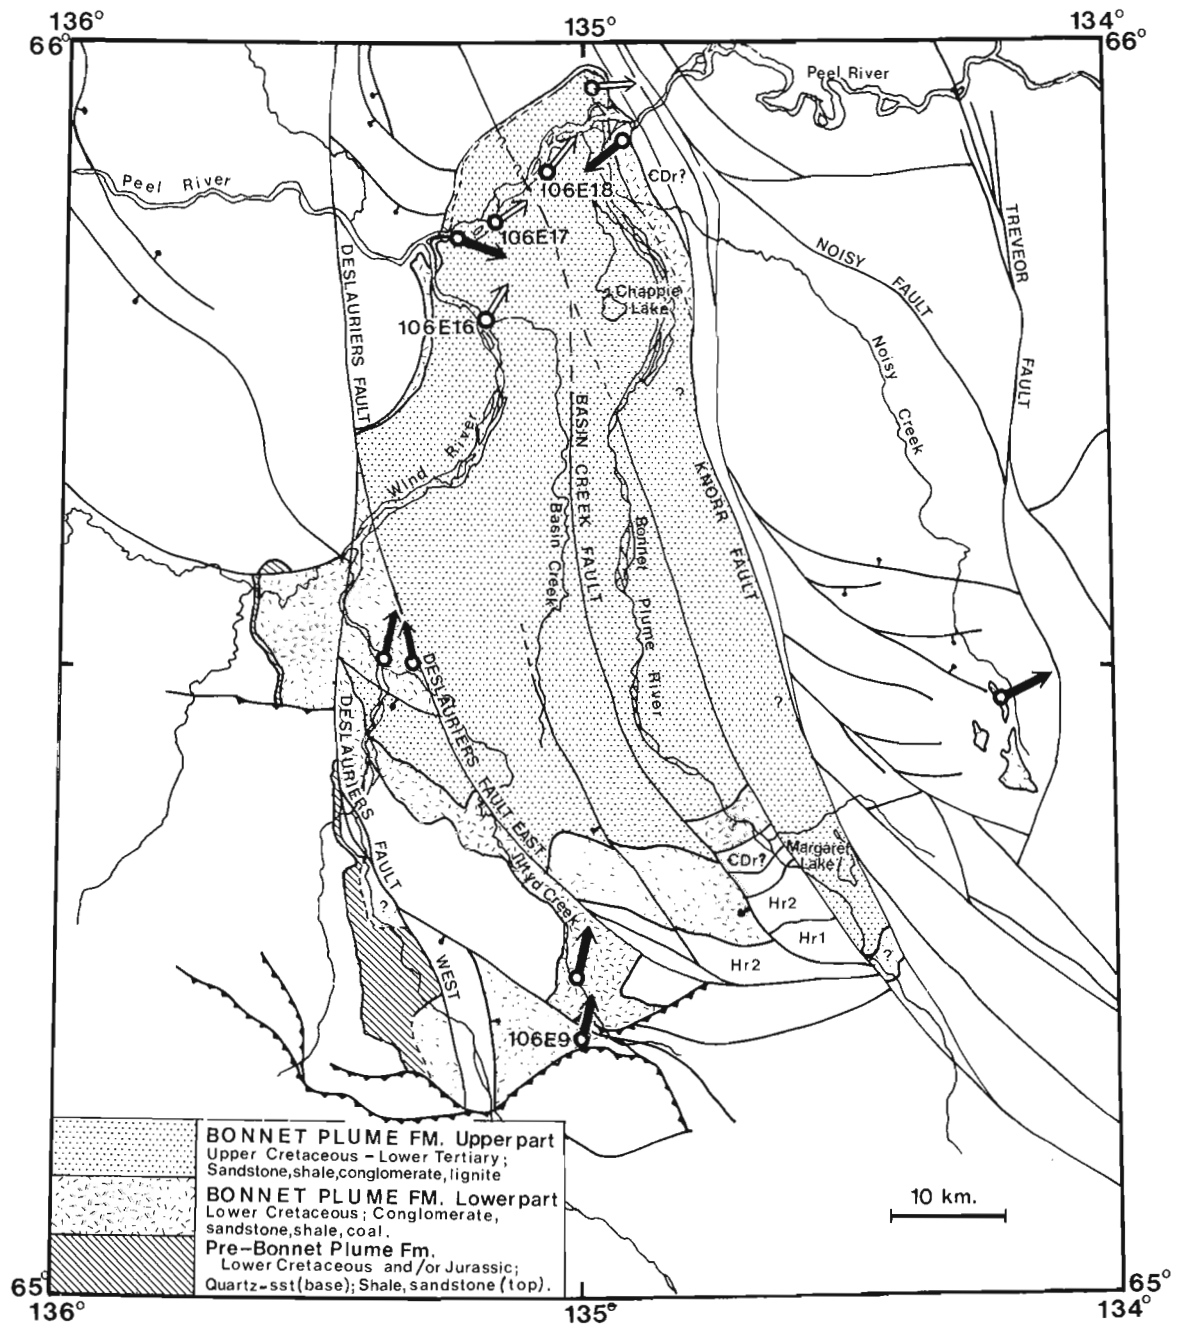 136°
135°
134°
66°
66°
Peel River
Peel River
ЄDr?
106E18
106E17
TREVEOR
FAULT
NOISY
FAULT
DESLAURIERS FAULT
Chappie
Lake
106E16
Noisy
Creek
?
Wind River
BASIN CREEK FAULT
Basin Creek
KNORR
FAULT
Bonnet Plume River
DESLAURIERS FAULT EAST
DESLAURIERS
FAULT
WEST
?
?
Margaret
Lake
ЄDr?
Hr2
Hr1
Hr2
?
Creek
106E9
BONNET PLUME FM. Upper part
Upper Cretaceous – Lower Tertiary;
Sandstone,shale,conglomerate,lignite
BONNET PLUME FM. Lower part
Lower Cretaceous; Conglomerate,
sandstone,shale,coal.
Pre–Bonnet Plume Fm.
Lower Cretaceous and/or Jurassic;
Quartz–sst(base); Shale, sandstone (top).
10 km.
65°
65°
136°
135°
134°